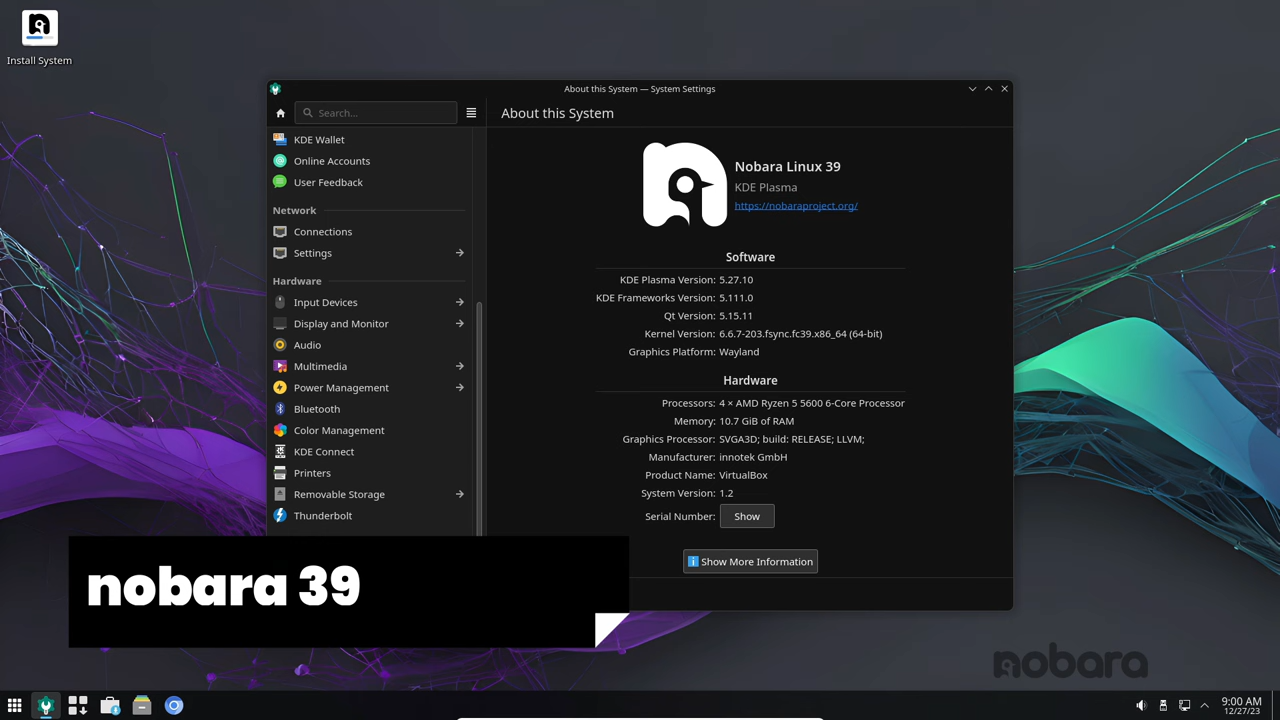 Install System
About this System — System Settings
Search...
About this System
KDE Wallet
Online Accounts
User Feedback
Network
Connections
Settings
Hardware
Input Devices
Display and Monitor
Audio
Multimedia
Power Management
Bluetooth
Color Management
KDE Connect
Printers
Removable Storage
Thunderbolt
Nobara Linux 39
KDE Plasma
https://nobaraproject.org/
Software
KDE Plasma Version: 5.27.10
KDE Frameworks Version: 5.111.0
Qt Version: 5.15.11
Kernel Version: 6.6.7-203.fsync.fc39.x86_64 (64-bit)
Graphics Platform: Wayland
Hardware
Processors: 4 × AMD Ryzen 5 5600 6-Core Processor
Memory: 10.7 GiB of RAM
Graphics Processor: SVGA3D; build: RELEASE; LLVM;
Manufacturer: innotek GmbH
Product Name: VirtualBox
System Version: 1.2
Serial Number: Show
Show More Information
nobara 39
nobara
9:00 AM
12/27/23